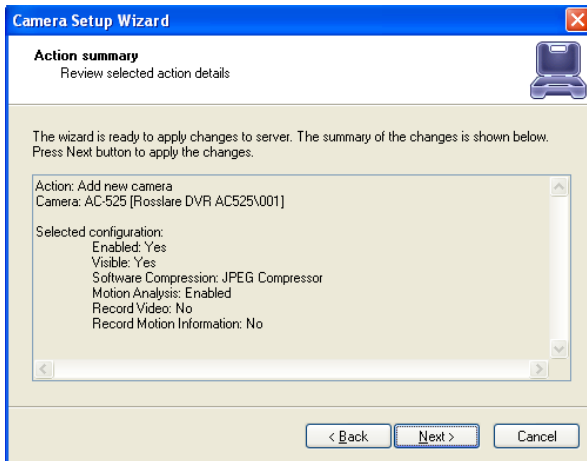 Camera Setup Wizard
Action summary
Review selected action details
The wizard is ready to apply changes to server. The summary of the changes is shown below.
Press Next button to apply the changes.
Action: Add new camera
Camera: AC-525 [Rosslare DVR AC525\001]
Selected configuration:
Enabled: Yes
Visible: Yes
Software Compression: JPEG Compressor
Motion Analysis: Enabled
Record Video: No
Record Motion Information: No
< Back
Next >
Cancel